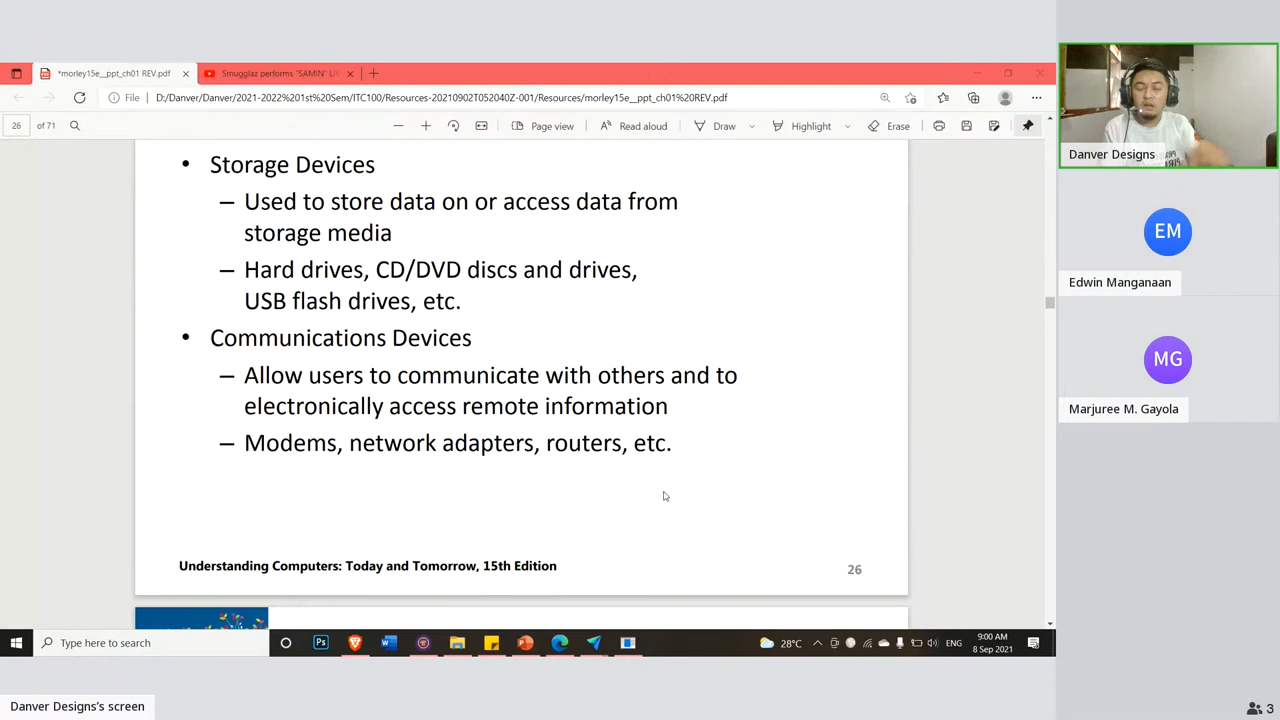 *morley15e__ppt_ch01 REV.pdf
Smugglaz performs "SAMIN" LIV
File
D:/Danver/Danver/2021-2022%201st%20Sem/ITC100/Resources-20210902T052040Z-001/Resources/morley15e__ppt_ch01%20REV.pdf
26 of 71
Page view
Read aloud
Draw
Highlight
Erase
• Storage Devices
– Used to store data on or access data from
storage media
– Hard drives, CD/DVD discs and drives,
USB flash drives, etc.
• Communications Devices
– Allow users to communicate with others and to
electronically access remote information
– Modems, network adapters, routers, etc.
Understanding Computers: Today and Tomorrow, 15th Edition
26
Danver Designs
EM
Edwin Manganaan
MG
Marjuree M. Gayola
Type here to search
Ps
28°C
ENG
9:00 AM
8 Sep 2021
Danver Designs's screen
3